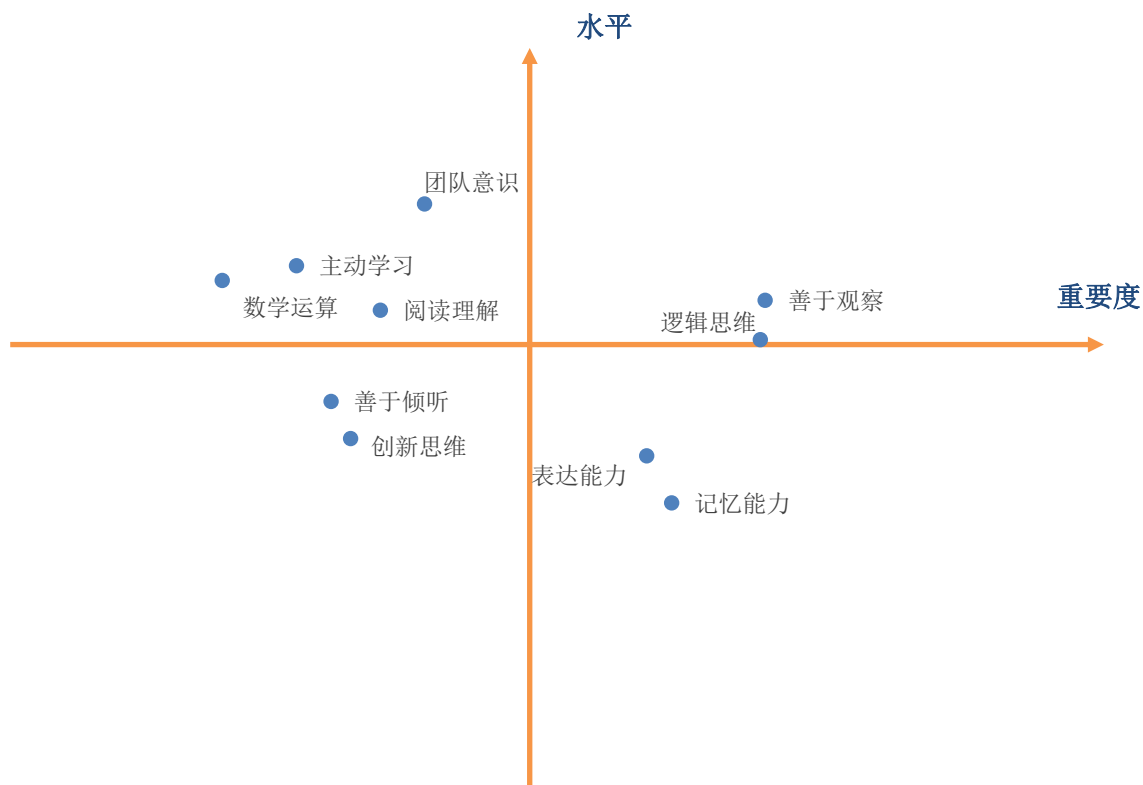 水平
团队意识
主动学习
数学运算
阅读理解
善于观察
重要度
逻辑思维
善于倾听
创新思维
表达能力
记忆能力